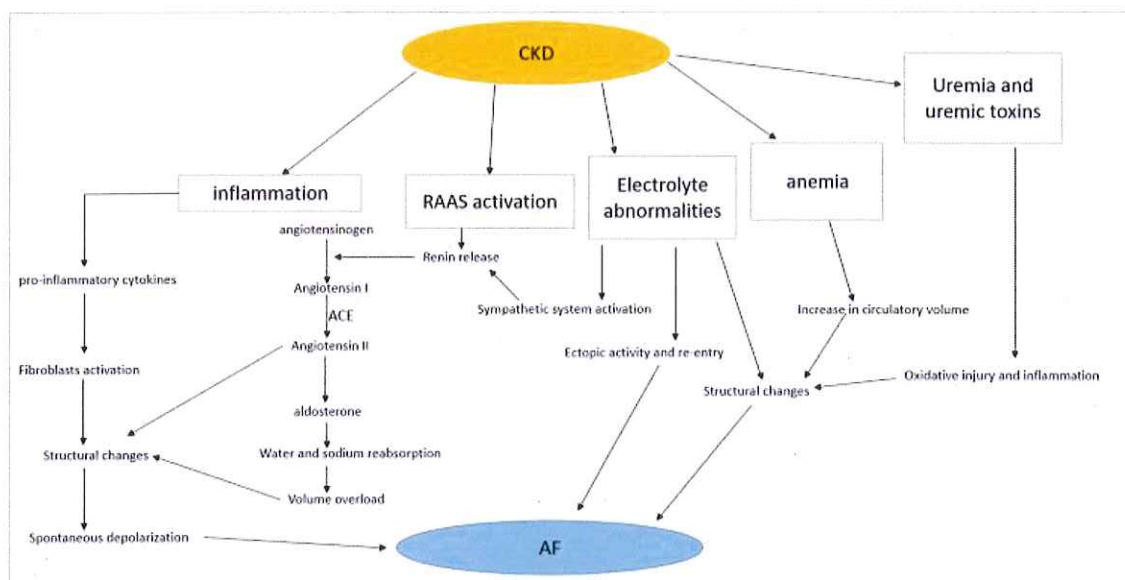 CKD
Uremia and
uremic toxins
inflammation
RAAS activation
Electrolyte
abnormalities
anemia
angiotensinogen
Renin release
pro-inflammatory cytokines
Angiotensin I
Sympathetic system activation
Increase in circulatory volume
ACE
Angiotensin II
Ectopic activity and re-entry
Fibroblasts activation
Oxidative injury and inflammation
Structural changes
aldosterone
Structural changes
Water and sodium reabsorption
Volume overload
Spontaneous depolarization
AF